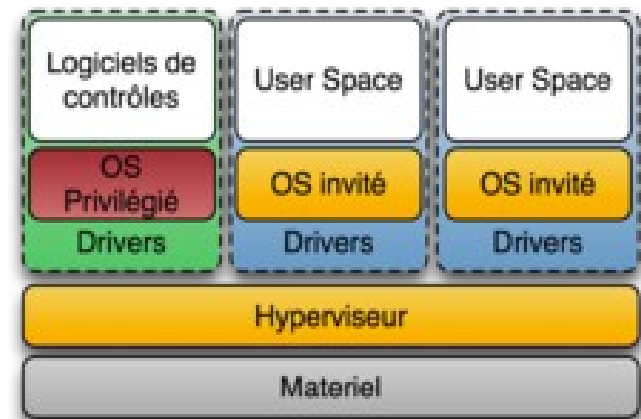 Logiciels de
contrôles
User Space
User Space
OS
Privilégié
OS invité
OS invité
Drivers
Drivers
Drivers
Hyperviseur
Materiel